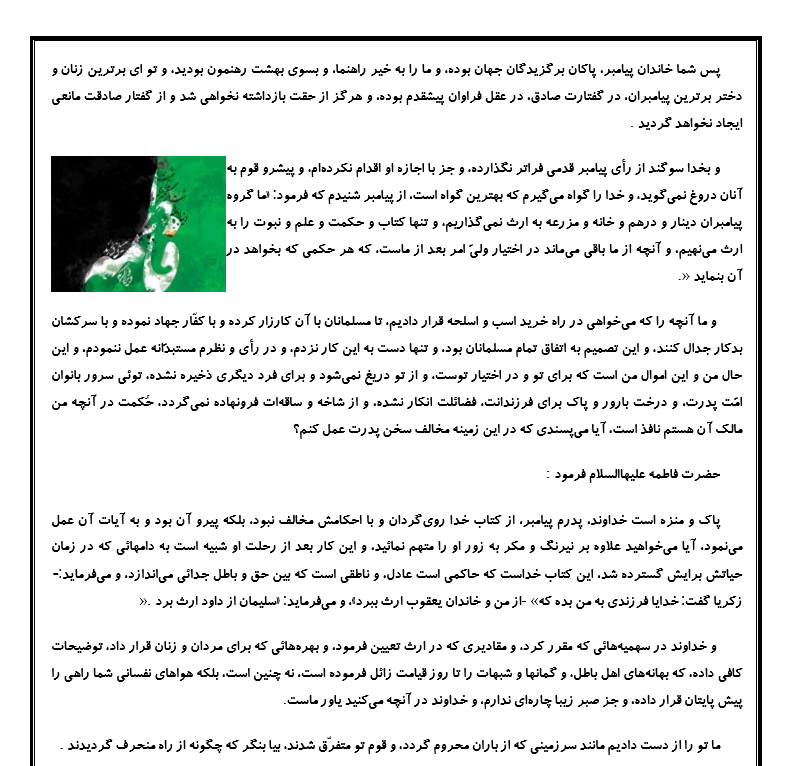 پس شما خاندان پیامبر، پاکان برگزیدگان جهان بوده، و ما را به خیر راهنما، و بسوی بهشت رهنمون بودید، و تو ای برترین زنان و
دختر برترین پیامبران، در گفتارت صادق، در عقل فراوان پیشقدم بوده، و هرگز از حقت بازداشته نخواهی شد و از گفتار صادقت مانعی
ایجاد نخواهد گردید .
و بخدا سوگند از رأی پیامبر قدمی فراتر نگذارده، و جز با اجازه او اقدام نکرده‌ام، و پیشرو قوم به
آنان دروغ نمی‌گوید، و خدا را گواه می‌گیرم که بهترین گواه است، از پیامبر شنیدم که فرمود: «ما گروه
پیامبران دینار و درهم و خانه و مزرعه به ارث نمی‌گذاریم، و تنها کتاب و حکمت و علم و نبوت را به
ارث می‌نهیم، و آنچه از ما باقی می‌ماند در اختیار ولیّ امر بعد از ماست، که هر حکمی که بخواهد در
آن بنماید «.
و ما آنچه را که می‌خواهی در راه خرید اسب و اسلحه قرار دادیم، تا مسلمانان با آن کارزار کرده و با کفّار جهاد نموده و با سرکشان
بدکار جدال کنند، و این تصمیم به اتفاق تمام مسلمانان بود، و تنها دست به این کار نزدم، و در رأی و نظرم مستبدّانه عمل ننمودم، و این
حال من و این اموال من است که برای تو و در اختیار توست، و از تو دریغ نمی‌شود و برای فرد دیگری ذخیره نشده، توئی سرور بانوان
امّت پدرت، و درخت بارور و پاک برای فرزندانت، فضائلت انکار نشده، و از شاخه و ساقه‌ات فرونهاده نمی‌گردد، حُکمت در آنچه من
مالک آن هستم نافذ است، آیا می‌پسندی که در این زمینه مخالف سخن پدرت عمل کنم؟
حضرت فاطمه علیهاالسلام فرمود :
پاک و منزه است خداوند، پدرم پیامبر، از کتاب خدا روی‌گردان و با احکامش مخالف نبود، بلکه پیرو آن بود و به آیات آن عمل
می‌نمود، آیا می‌خواهید علاوه بر نیرنگ و مکر به زور او را متهم نمائید، و این کار بعد از رحلت او شبیه است به دامهائی که در زمان
حیاتش برایش گسترده شد، این کتاب خداست که حاکمی است عادل، و ناطقی است که بین حق و باطل جدائی می‌اندازد، و می‌فرماید:-
زکریا گفت: خدایا فرزندی به من بده که» -از من و خاندان یعقوب ارث ببرد»، و می‌فرماید: «سلیمان از داود ارث برد .«
و خداوند در سهمیه‌هائی که مقرر کرد، و مقادیری که در ارث تعیین فرمود، و بهره‌هائی که برای مردان و زنان قرار داد، توضیحات
کافی داده، که بهانه‌های اهل باطل، و گمانها و شبهات را تا روز قیامت زائل فرموده است، نه چنین است، بلکه هواهای نفسانی شما راهی را
پیش پایتان قرار داده، و جز صبر زیبا چاره‌ای ندارم، و خداوند در آنچه می‌کنید یاور ماست.
ما تو را از دست دادیم مانند سرزمینی که از باران محروم گردد، و قوم تو متفرّق شدند، بیا بنگر که چگونه از راه منحرف گردیدند .